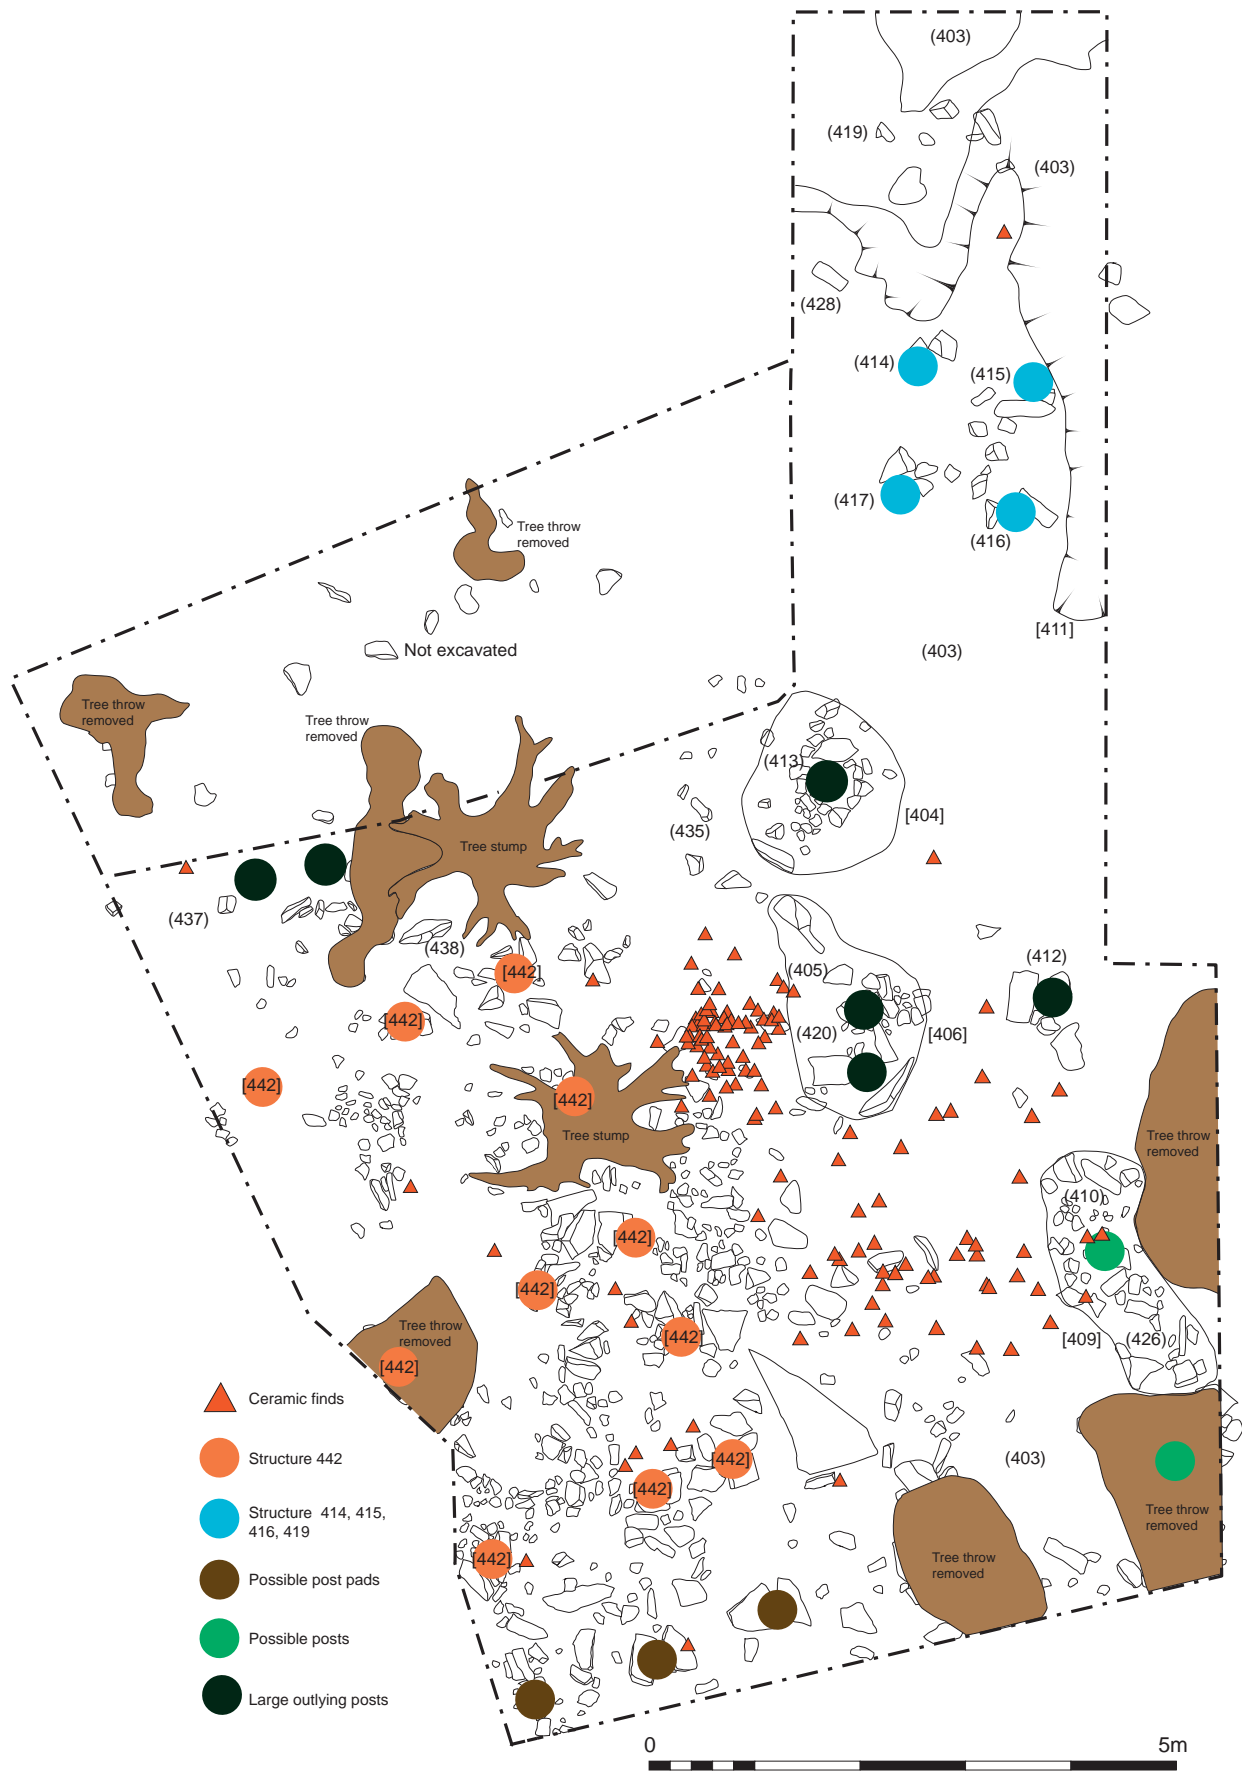 (403)
(419)
(403)
(428)
(414)
(415)
(417)
(416)
Tree throw
removed
[411]
Not excavated
(403)
Tree throw
removed
Tree throw
removed
(413)
[404]
(435)
Tree stump
(437)
(438)
(412)
[442]
(405)
[442]
(420)
[406]
[442]
[442]
Tree stump
Tree throw
removed
(410)
[442]
[442]
Tree throw
removed
[442]
[409]
(426)
[442]
Ceramic finds
Structure 442
[442]
(403)
[442]
Structure 414, 415,
416, 419
Tree throw
removed
[442]
Tree throw
removed
Possible post pads
Possible posts
Large outlying posts
0
5m